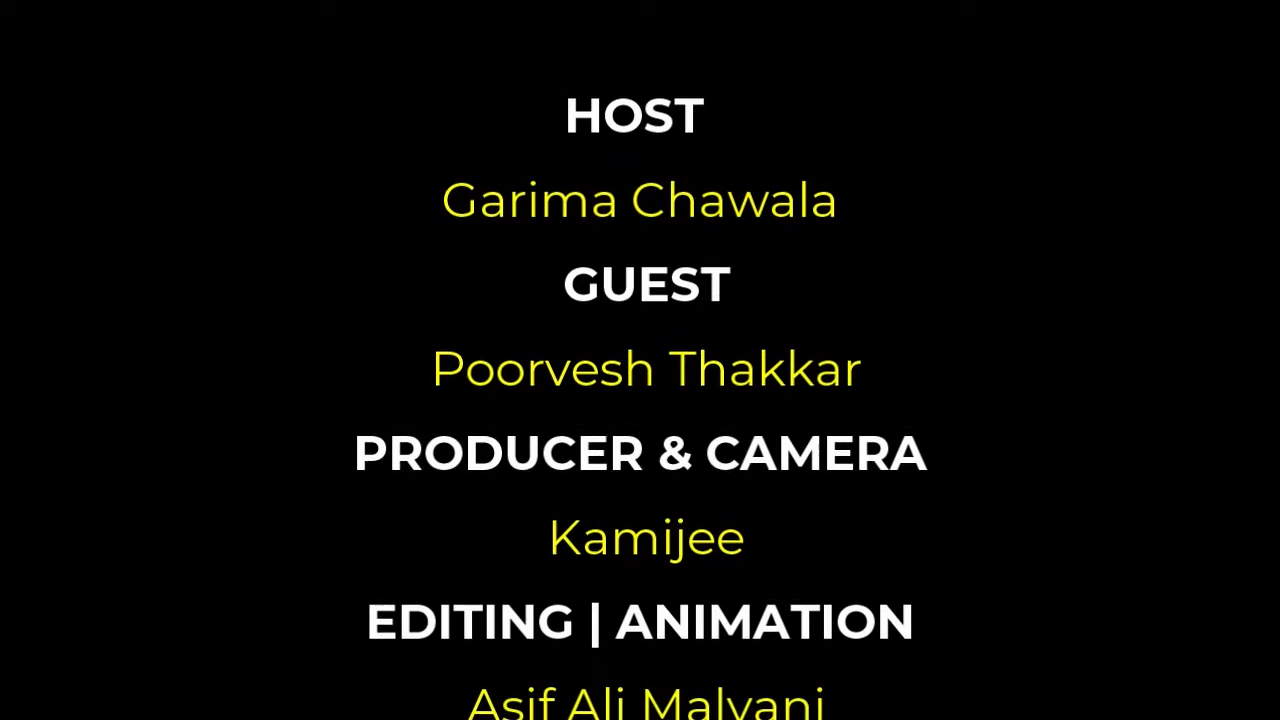 HOST
Garima Chawala
GUEST
Poorvesh Thakkar
PRODUCER & CAMERA
Kamijee
EDITING | ANIMATION
Asif Ali Malvani